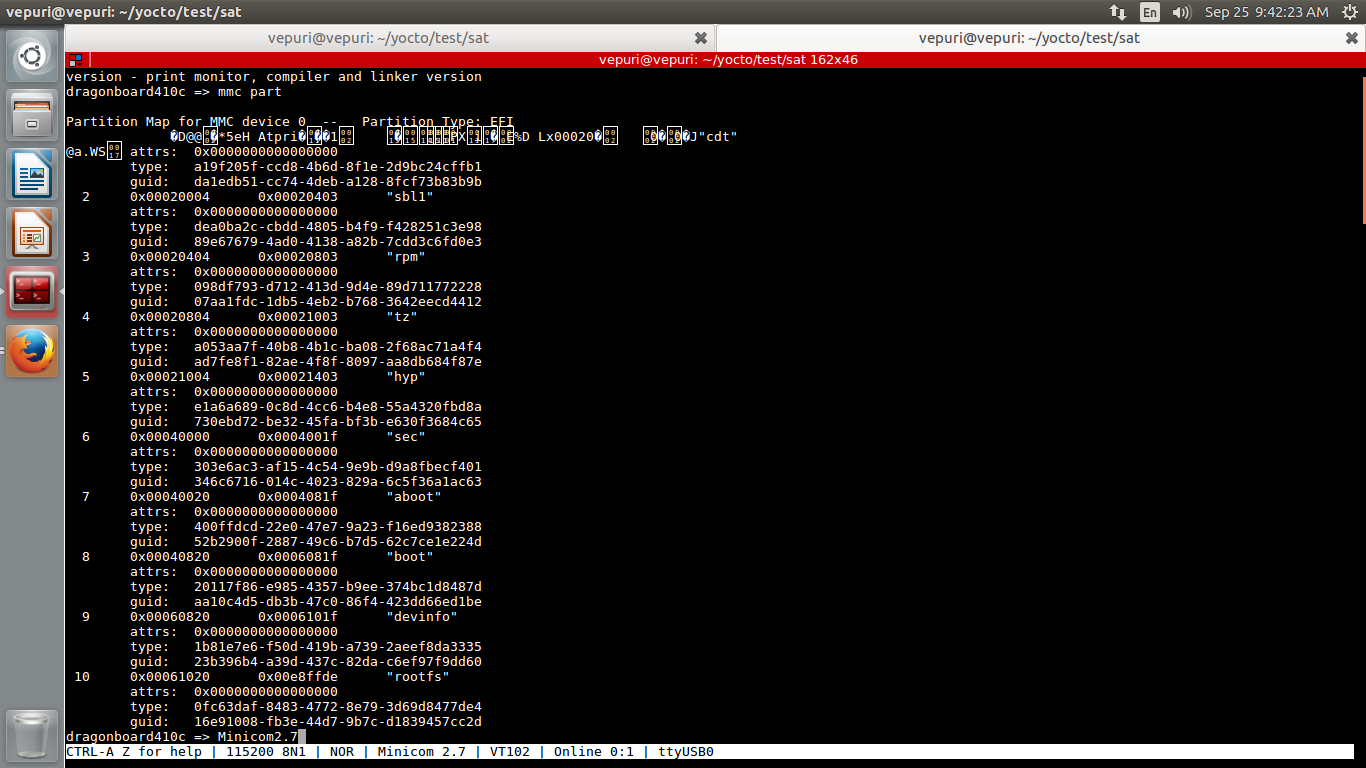 vepuri@vepuri: ~/yocto/test/sat
En
Sep 25 9:42:23 AM
vepuri@vepuri: ~/yocto/test/sat
vepuri@vepuri: ~/yocto/test/sat
vepuri@vepuri: ~/yocto/test/sat 162x46
version - print monitor, compiler and linker version
dragonboard410c => mmc part
Partition Map for MMC device 0  --   Partition Type: EFI
*5eH Atpri Lx00020 J"cdt"
@a.WS attrs:  0x0000000000000000
type:   a19f205f-ccd8-4b6d-8f1e-2d9bc24cffb1
guid:   da1edb51-cc74-4deb-a128-8fcf73b83b9b
2     0x00020004      0x00020403      "sbl1"
attrs:  0x0000000000000000
type:   dea0ba2c-cbdd-4805-b4f9-f428251c3e98
guid:   89e67679-4ad0-4138-a82b-7cdd3c6fd0e3
3     0x00020404      0x00020803      "rpm"
attrs:  0x0000000000000000
type:   098df793-d712-413d-9d4e-89d711772228
guid:   07aa1fdc-1db5-4eb2-b768-3642eecd4412
4     0x00020804      0x00021003      "tz"
attrs:  0x0000000000000000
type:   a053aa7f-40b8-4b1c-ba08-2f68ac71a4f4
guid:   ad7fe8f1-82ae-4f8f-8097-aa8db684f87e
5     0x00021004      0x00021403      "hyp"
attrs:  0x0000000000000000
type:   e1a6a689-0c8d-4cc6-b4e8-55a4320fbd8a
guid:   730ebd72-be32-45fa-bf3b-e630f3684c65
6     0x00040000      0x0004001f      "sec"
attrs:  0x0000000000000000
type:   303e6ac3-af15-4c54-9e9b-d9a8fbecf401
guid:   346c6716-014c-4023-829a-6c5f36a1ac63
7     0x00040020      0x0004081f      "aboot"
attrs:  0x0000000000000000
type:   400ffdcd-22e0-47e7-9a23-f16ed9382388
guid:   52b2900f-2887-49c6-b7d5-62c7ce1e224d
8     0x00040820      0x0006081f      "boot"
attrs:  0x0000000000000000
type:   20117f86-e985-4357-b9ee-374bc1d8487d
guid:   aa10c4d5-db3b-47c0-86f4-423dd66ed1be
9     0x00060820      0x0006101f      "devinfo"
attrs:  0x0000000000000000
type:   1b81e7e6-f50d-419b-a739-2aeef8da3335
guid:   23b396b4-a39d-437c-82da-c6ef97f9dd60
10     0x00061020      0x00e8ffde      "rootfs"
attrs:  0x0000000000000000
type:   0fc63daf-8483-4772-8e79-3d69d8477de4
guid:   16e91008-fb3e-44d7-9b7c-d1839457cc2d
dragonboard410c => Minicom2.7
CTRL-A Z for help | 115200 8N1 | NOR | Minicom 2.7 | VT102 | Online 0:1 | ttyUSB0